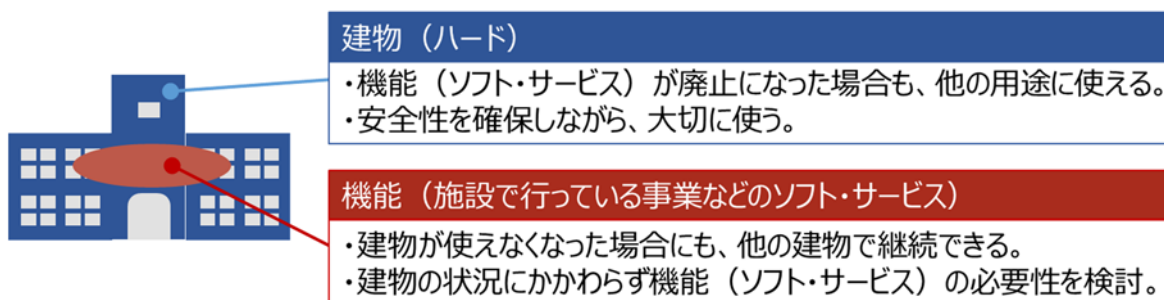 建物（ハード）
・機能（ソフト・サービス）が廃止になった場合も、他の用途に使える。
・安全性を確保しながら、大切に使う。
機能（施設で行っている事業などのソフト・サービス）
・建物が使えなくなった場合にも、他の建物で継続できる。
・建物の状況にかかわらず機能（ソフト・サービス）の必要性を検討。